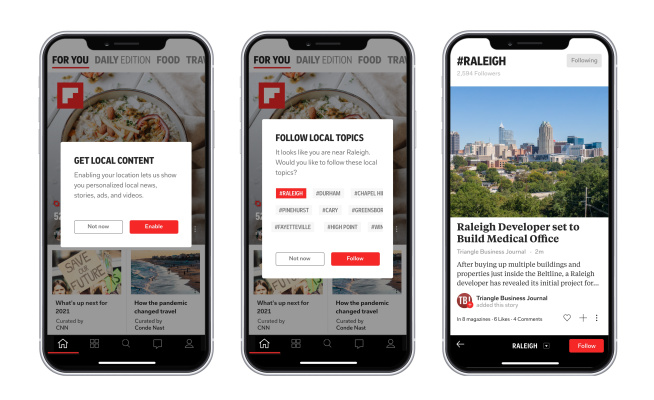 FOR YOU DAILY EDITION FOOD TRAV
GET LOCAL CONTENT
Enabling your location lets us show
you personalized local news,
stories, ads, and videos.
Not now Enable
SAVE
OUR
FUTURE
What's up next for
2021
Curated by
CNN
How the pandemic
changed travel
Curated by
Conde Nast
FOR YOU DAILY EDITION FOOD TRAV
FOLLOW LOCAL TOPICS
It looks like you are near Raleigh.
Would you like to follow these local
topics?
#RALEIGH #DURHAM #CHAPEL HI
#PINEHURST #CARY #GREENSBOR
#FAYETTEVILLE #HIGH POINT #WIN
Not now Follow
What's up next for
2021
Curated by
CNN
How the pandemic
changed travel
Curated by
Conde Nast
#RALEIGH Following
2,594 Followers
Raleigh Developer set to
Build Medical Office
Triangle Business Journal · 2m
After buying up multiple buildings and
properties just inside the Beltline, a Raleigh
developer has revealed its initial project for...
TBJ
Triangle Business Journal
added this story
In 8 magazines · 6 Likes · 4 Comments
RALEIGH Follow